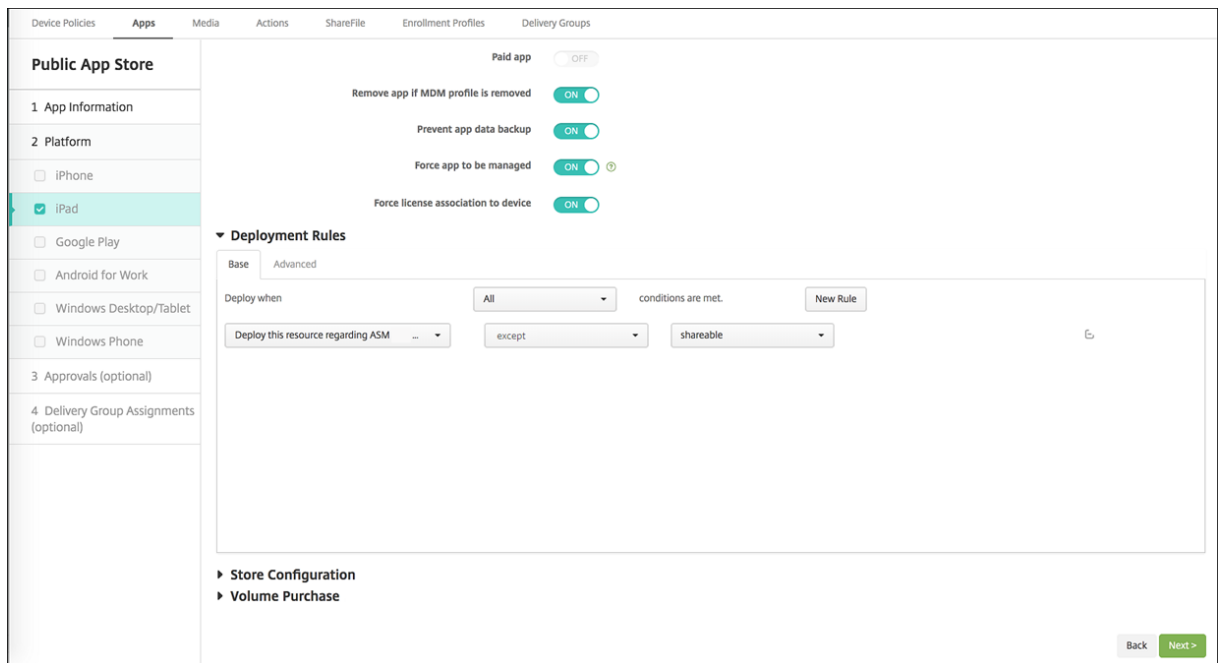 Device Policies Apps Media Actions ShareFile Enrollment Profiles Delivery Groups
Public App Store
1 App Information
2 Platform
iPhone
iPad
Google Play
Android for Work
Windows Desktop/Tablet
Windows Phone
3 Approvals (optional)
4 Delivery Group Assignments
(optional)
Paid app OFF
Remove app if MDM profile is removed ON
Prevent app data backup ON
Force app to be managed ON ?
Force license association to device ON
Deployment Rules
Base Advanced
Deploy when All conditions are met. New Rule
Deploy this resource regarding ASM ... except shareable
Store Configuration
Volume Purchase
Back Next >